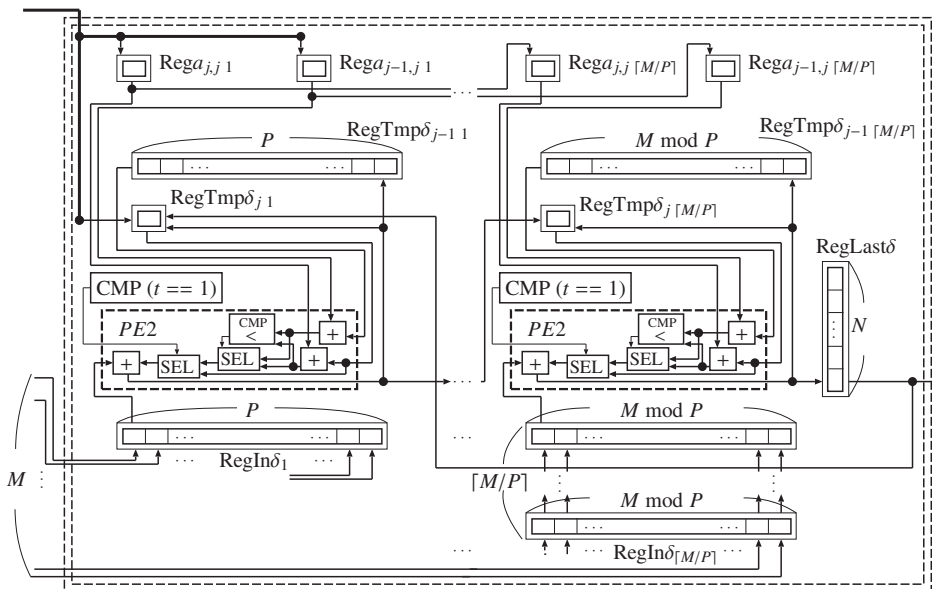 Rega_{j,j 1} Rega_{j−1,j 1} Rega_{j,j ⌈M/P⌉} Rega_{j−1,j ⌈M/P⌉}
...
P RegTmpδ_{j−1 1} M mod P RegTmpδ_{j−1 ⌈M/P⌉}
... ... ... ...
RegTmpδ_{j 1} RegTmpδ_{j ⌈M/P⌉}
RegLastδ
CMP (t == 1) CMP (t == 1)
PE2 CMP < + PE2 CMP < + ... N
+ SEL SEL + + SEL SEL +
...
P M mod P
... ... ... ... ...
M ... RegInδ_1 ... ... ⌈M/P⌉ ... ...
M mod P
... ...
... ... ... ... RegInδ_{⌈M/P⌉}